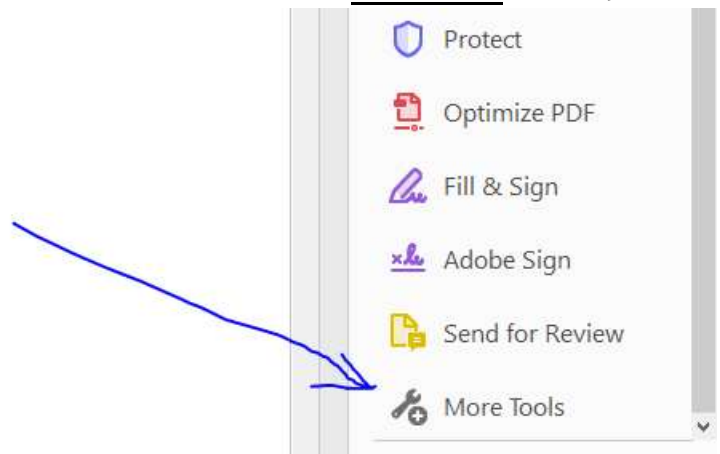 Protect
Optimize PDF
Fill & Sign
Adobe Sign
Send for Review
More Tools